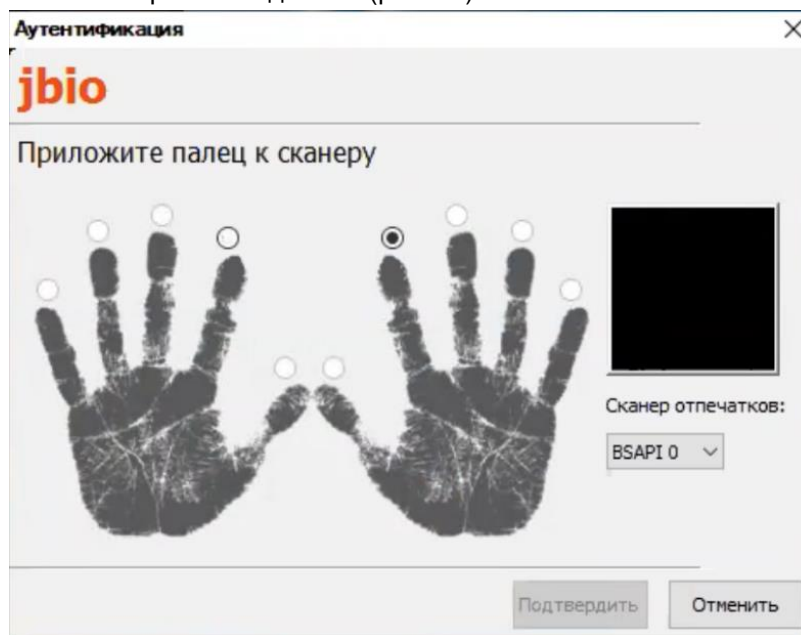 Аутентификация
jbio
Приложите палец к сканеру
Сканер отпечатков:
BSAPI 0
Подтвердить
Отменить